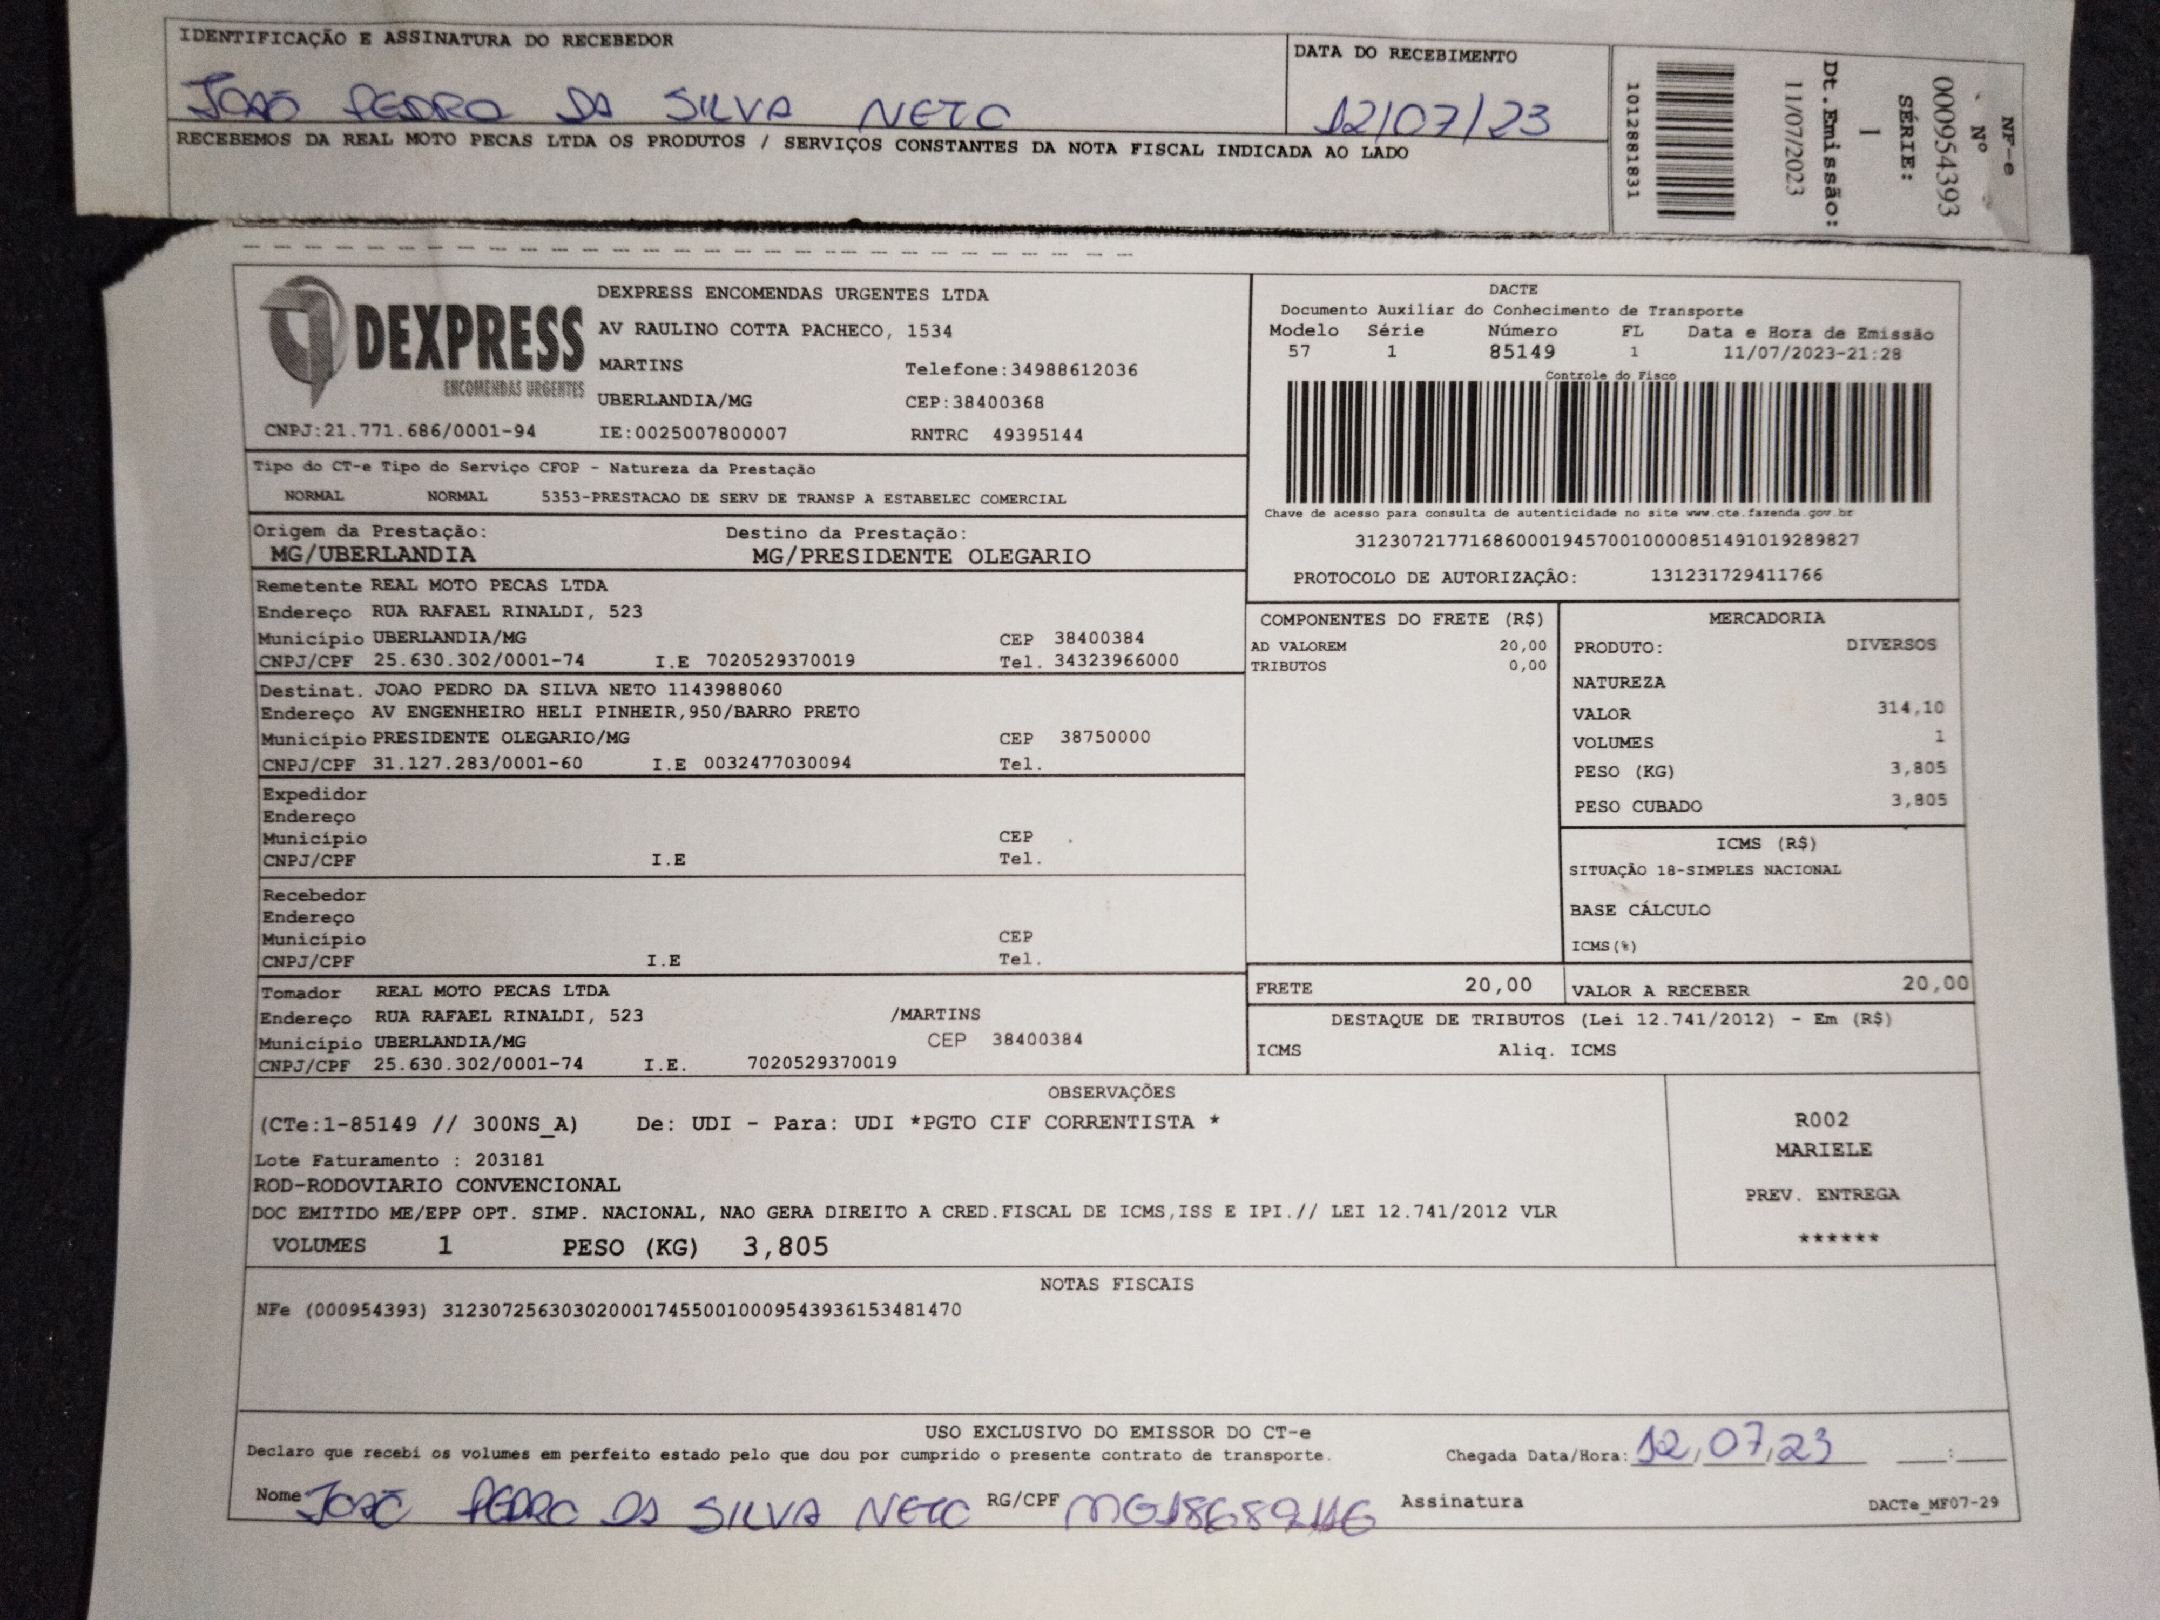 IDENTIFICAÇÃO E ASSINATURA DO RECEBEDOR
DATA DO RECEBIMENTO
JOAO PEDRO DA SILVA NETO
12/07/23
RECEBEMOS DA REAL MOTO PECAS LTDA OS PRODUTOS / SERVIÇOS CONSTANTES DA NOTA FISCAL INDICADA AO LADO
NF-e
Nº
000954393
SÉRIE:
1
Dt.Emissão:
11/07/2023
1012881831
DEXPRESS
ENCOMENDAS URGENTES
CNPJ:21.771.686/0001-94
DEXPRESS ENCOMENDAS URGENTES LTDA
AV RAULINO COTTA PACHECO, 1534
MARTINS Telefone:34988612036
UBERLANDIA/MG CEP:38400368
IE:0025007800007 RNTRC 49395144
DACTE
Documento Auxiliar do Conhecimento de Transporte
Modelo Série Número FL Data e Hora de Emissão
57 1 85149 1 11/07/2023-21:28
Controle do Fisco
Chave de acesso para consulta de autenticidade no site www.cte.fazenda.gov.br
31230721771686000194570010000851491019289827
PROTOCOLO DE AUTORIZAÇÂO: 131231729411766
Tipo do CT-e Tipo do Serviço CFOP - Natureza da Prestação
NORMAL NORMAL 5353-PRESTACAO DE SERV DE TRANSP A ESTABELEC COMERCIAL
Origem da Prestação: Destino da Prestação:
MG/UBERLANDIA MG/PRESIDENTE OLEGARIO
Remetente REAL MOTO PECAS LTDA
Endereço RUA RAFAEL RINALDI, 523
Município UBERLANDIA/MG CEP 38400384
CNPJ/CPF 25.630.302/0001-74 I.E 7020529370019 Tel. 34323966000
Destinat. JOAO PEDRO DA SILVA NETO 1143988060
Endereço AV ENGENHEIRO HELI PINHEIR,950/BARRO PRETO
Município PRESIDENTE OLEGARIO/MG CEP 38750000
CNPJ/CPF 31.127.283/0001-60 I.E 0032477030094 Tel.
Expedidor
Endereço
Município CEP
CNPJ/CPF I.E Tel.
Recebedor
Endereço
Município CEP
CNPJ/CPF I.E Tel.
Tomador REAL MOTO PECAS LTDA
Endereço RUA RAFAEL RINALDI, 523 /MARTINS
Município UBERLANDIA/MG CEP 38400384
CNPJ/CPF 25.630.302/0001-74 I.E. 7020529370019
COMPONENTES DO FRETE (R$)
AD VALOREM 20,00
TRIBUTOS 0,00
MERCADORIA
PRODUTO: DIVERSOS
NATUREZA
VALOR 314,10
VOLUMES 1
PESO (KG) 3,805
PESO CUBADO 3,805
ICMS (R$)
SITUAÇÃO 18-SIMPLES NACIONAL
BASE CÁLCULO
ICMS(%)
FRETE 20,00 VALOR A RECEBER 20,00
DESTAQUE DE TRIBUTOS (Lei 12.741/2012) - Em (R$)
ICMS Aliq. ICMS
OBSERVAÇÕES
(CTe:1-85149 // 300NS_A) De: UDI - Para: UDI *PGTO CIF CORRENTISTA *
Lote Faturamento : 203181
ROD-RODOVIARIO CONVENCIONAL
DOC EMITIDO ME/EPP OPT. SIMP. NACIONAL, NAO GERA DIREITO A CRED.FISCAL DE ICMS,ISS E IPI.// LEI 12.741/2012 VLR
VOLUMES 1 PESO (KG) 3,805
R002
MARIELE
PREV. ENTREGA
******
NOTAS FISCAIS
NFe (000954393) 31230725630302000174550010009543936153481470
USO EXCLUSIVO DO EMISSOR DO CT-e
Declaro que recebi os volumes em perfeito estado pelo que dou por cumprido o presente contrato de transporte. Chegada Data/Hora: 12,07,23 :
Nome JOAO PEDRO DA SILVA NETO RG/CPF Assinatura DACTe_MF07-29